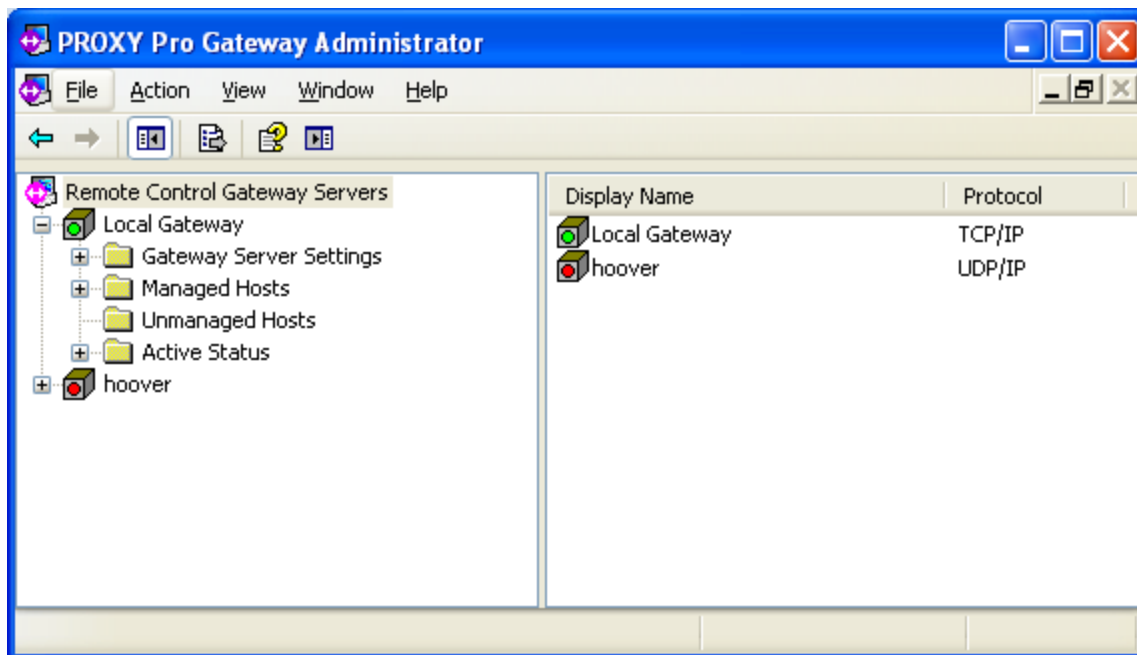 PROXY Pro Gateway Administrator
File Action View Window Help
Remote Control Gateway Servers
Local Gateway
Gateway Server Settings
Managed Hosts
Unmanaged Hosts
Active Status
hoover
Display Name Protocol
Local Gateway TCP/IP
hoover UDP/IP